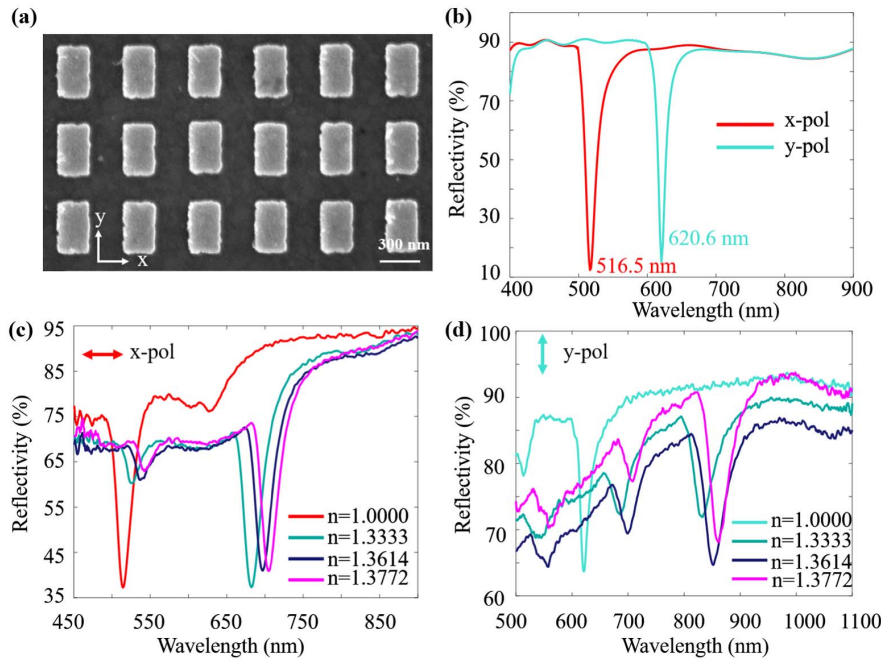 (a)
y
x
300 nm
(b)
Reflectivity (%)
90
70
50
30
10
x-pol
y-pol
620.6 nm
516.5 nm
400 500 600 700 800 900
Wavelength (nm)
(c)
Reflectivity (%)
95
85
75
65
55
45
35
x-pol
n=1.0000
n=1.3333
n=1.3614
n=1.3772
450 550 650 750 850
Wavelength (nm)
(d)
Reflectivity (%)
100
90
80
70
60
y-pol
n=1.0000
n=1.3333
n=1.3614
n=1.3772
500 600 700 800 900 1000 1100
Wavelength (nm)